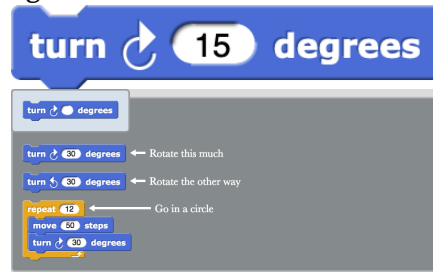 turn 15 degrees
turn degrees
turn 30 degrees Rotate this much
turn 30 degrees Rotate the other way
repeat 12 Go in a circle
move 50 steps
turn 30 degrees